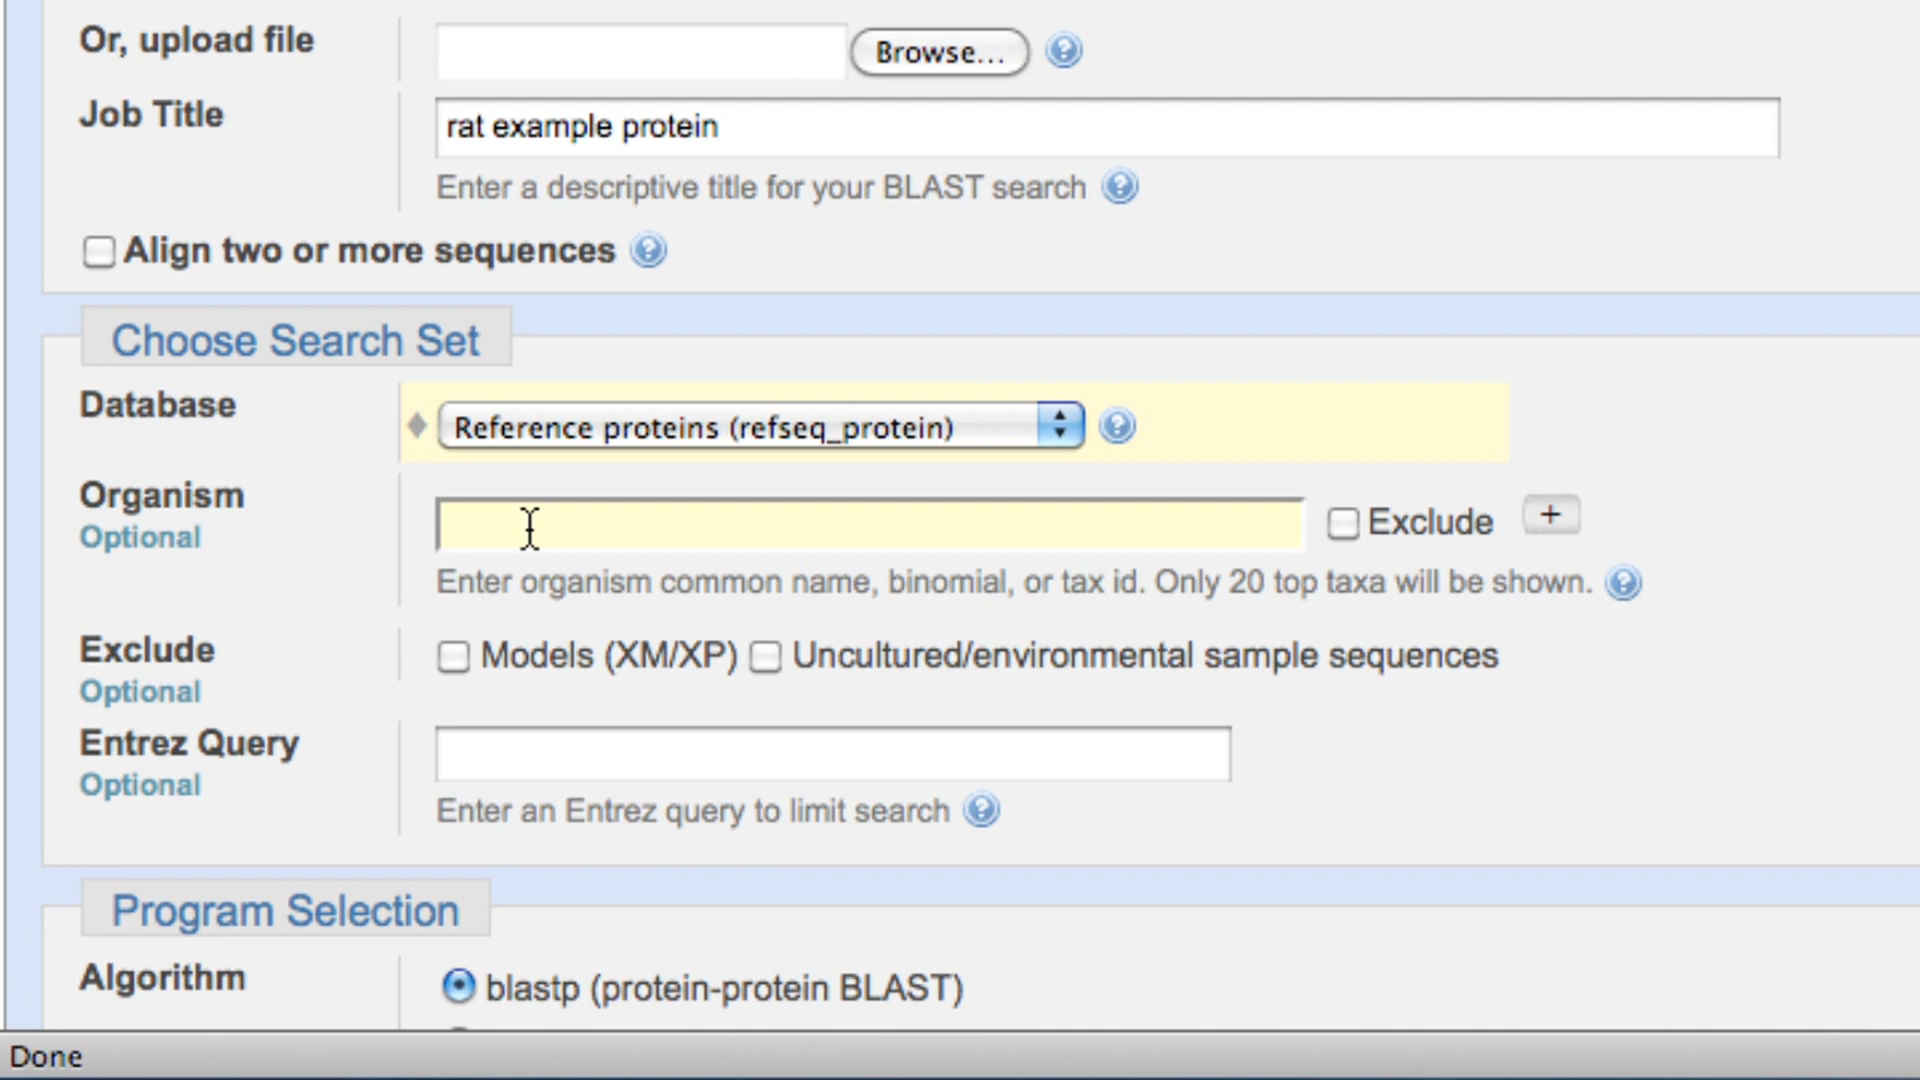 Or, upload file
Browse...
Job Title
rat example protein
Enter a descriptive title for your BLAST search
Align two or more sequences
Choose Search Set
Database
Reference proteins (refseq_protein)
Organism
Optional
Exclude
+
Enter organism common name, binomial, or tax id. Only 20 top taxa will be shown.
Exclude
Optional
Models (XM/XP) Uncultured/environmental sample sequences
Entrez Query
Optional
Enter an Entrez query to limit search
Program Selection
Algorithm
blastp (protein-protein BLAST)
Done